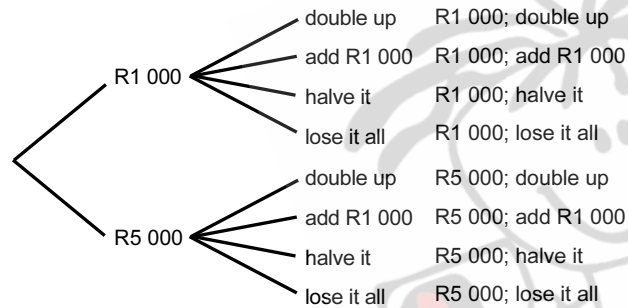 double up R1 000; double up
add R1 000 R1 000; add R1 000
R1 000
halve it R1 000; halve it
lose it all R1 000; lose it all
double up R5 000; double up
add R1 000 R5 000; add R1 000
R5 000
halve it R5 000; halve it
lose it all R5 000; lose it all